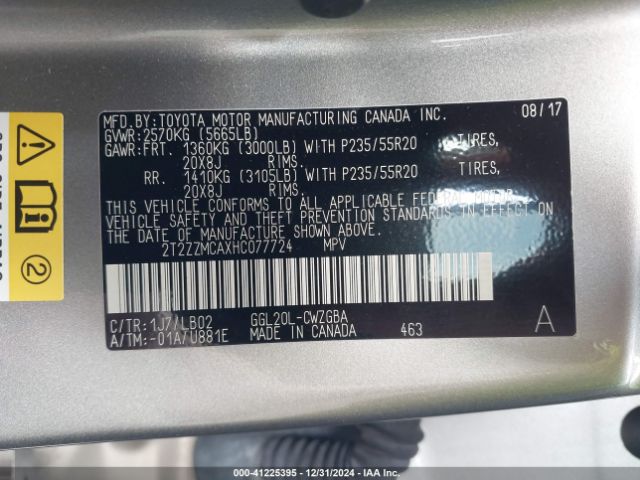 MFD.BY:TOYOTA MOTOR MANUFACTURING CANADA INC. 08/17
GVWR:2570KG (5665LB)
GAWR:FRT. 1360KG (3000LB) WITH P235/55R20 TIRES,
20X8J RIMS.
RR. 1410KG (3105LB) WITH P235/55R20 TIRES,
20X8J RIMS.
THIS VEHICLE CONFORMS TO ALL APPLICABLE FEDERAL MOTOR
VEHICLE SAFETY AND THEFT PREVENTION STANDARDS IN EFFECT ON
THE DATE OF MANUFACTURE SHOWN ABOVE.
2T2ZZMCAXHC077724 MPV
C/TR:1J7/LB02 GGL20L-CWZGBA
A/TM:-01A/U881E MADE IN CANADA 463 A
2
000-41225395 - 12/31/2024 - IAA Inc.